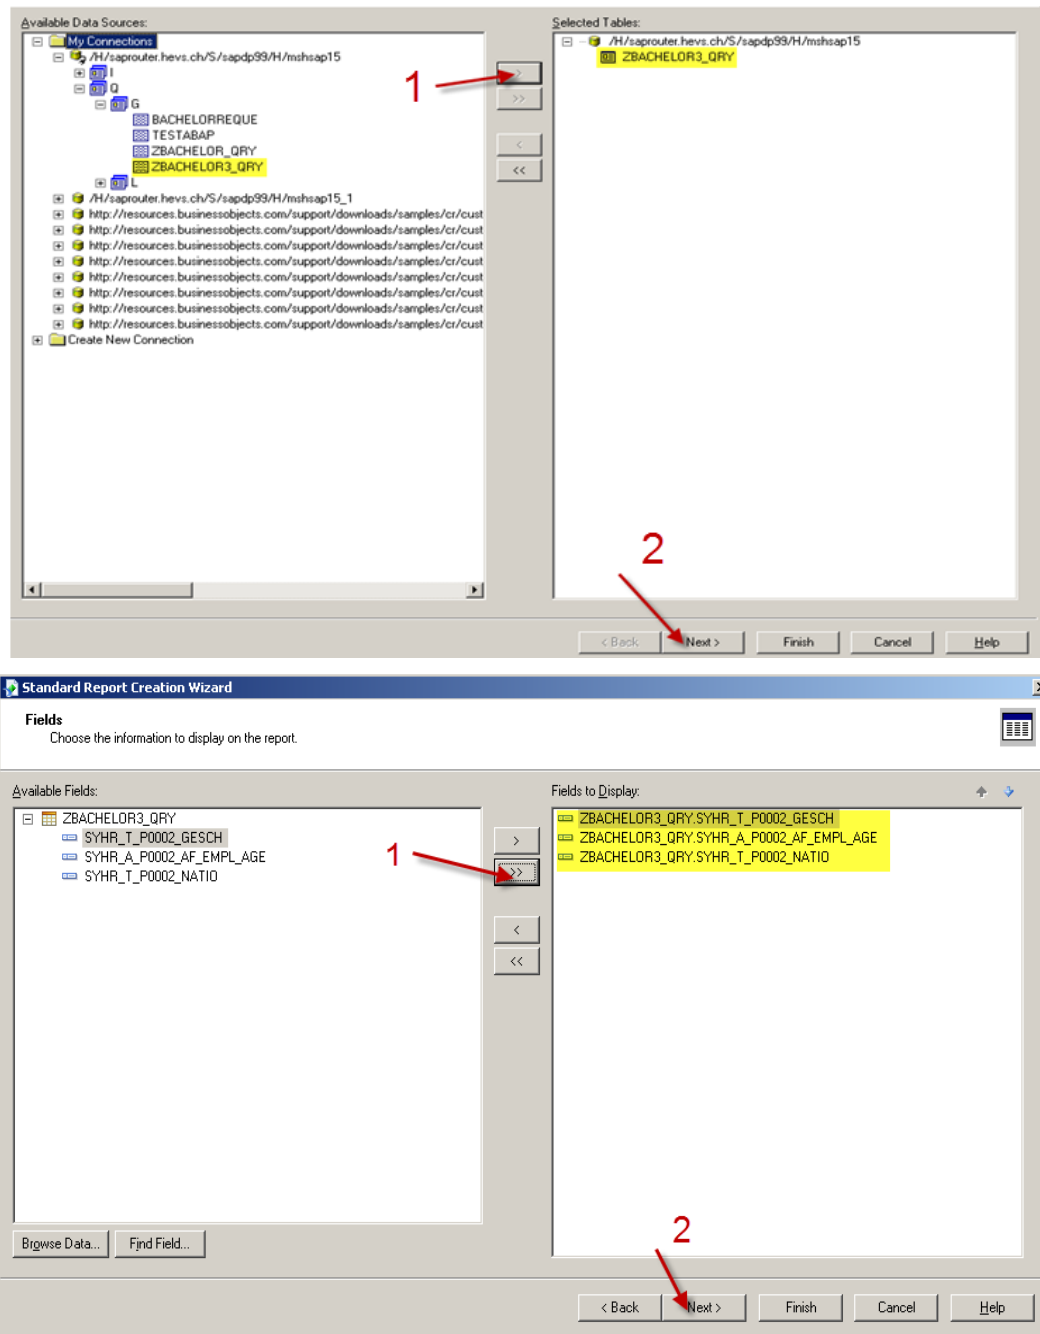 Available Data Sources:
My Connections
/H/saprouter.hevs.ch/S/sapdp99/H/mshsap15
I
Q
G
BACHELORREQUE
TESTABAP
ZBACHELOR_QRY
ZBACHELOR3_QRY
L
/H/saprouter.hevs.ch/S/sapdp99/H/mshsap15_1
http://resources.businessobjects.com/support/downloads/samples/cr/cust
http://resources.businessobjects.com/support/downloads/samples/cr/cust
http://resources.businessobjects.com/support/downloads/samples/cr/cust
http://resources.businessobjects.com/support/downloads/samples/cr/cust
http://resources.businessobjects.com/support/downloads/samples/cr/cust
http://resources.businessobjects.com/support/downloads/samples/cr/cust
http://resources.businessobjects.com/support/downloads/samples/cr/cust
http://resources.businessobjects.com/support/downloads/samples/cr/cust
Create New Connection
1
>
>>
<
<<
Selected Tables:
/H/saprouter.hevs.ch/S/sapdp99/H/mshsap15
ZBACHELOR3_QRY
2
< Back Next > Finish Cancel Help
Standard Report Creation Wizard
Fields
Choose the information to display on the report.
Available Fields:
ZBACHELOR3_QRY
SYHR_T_P0002_GESCH
SYHR_A_P0002_AF_EMPL_AGE
SYHR_T_P0002_NATIO
1
>
>>
<
<<
Fields to Display:
ZBACHELOR3_QRY.SYHR_T_P0002_GESCH
ZBACHELOR3_QRY.SYHR_A_P0002_AF_EMPL_AGE
ZBACHELOR3_QRY.SYHR_T_P0002_NATIO
Browse Data... Find Field...
2
< Back Next > Finish Cancel Help